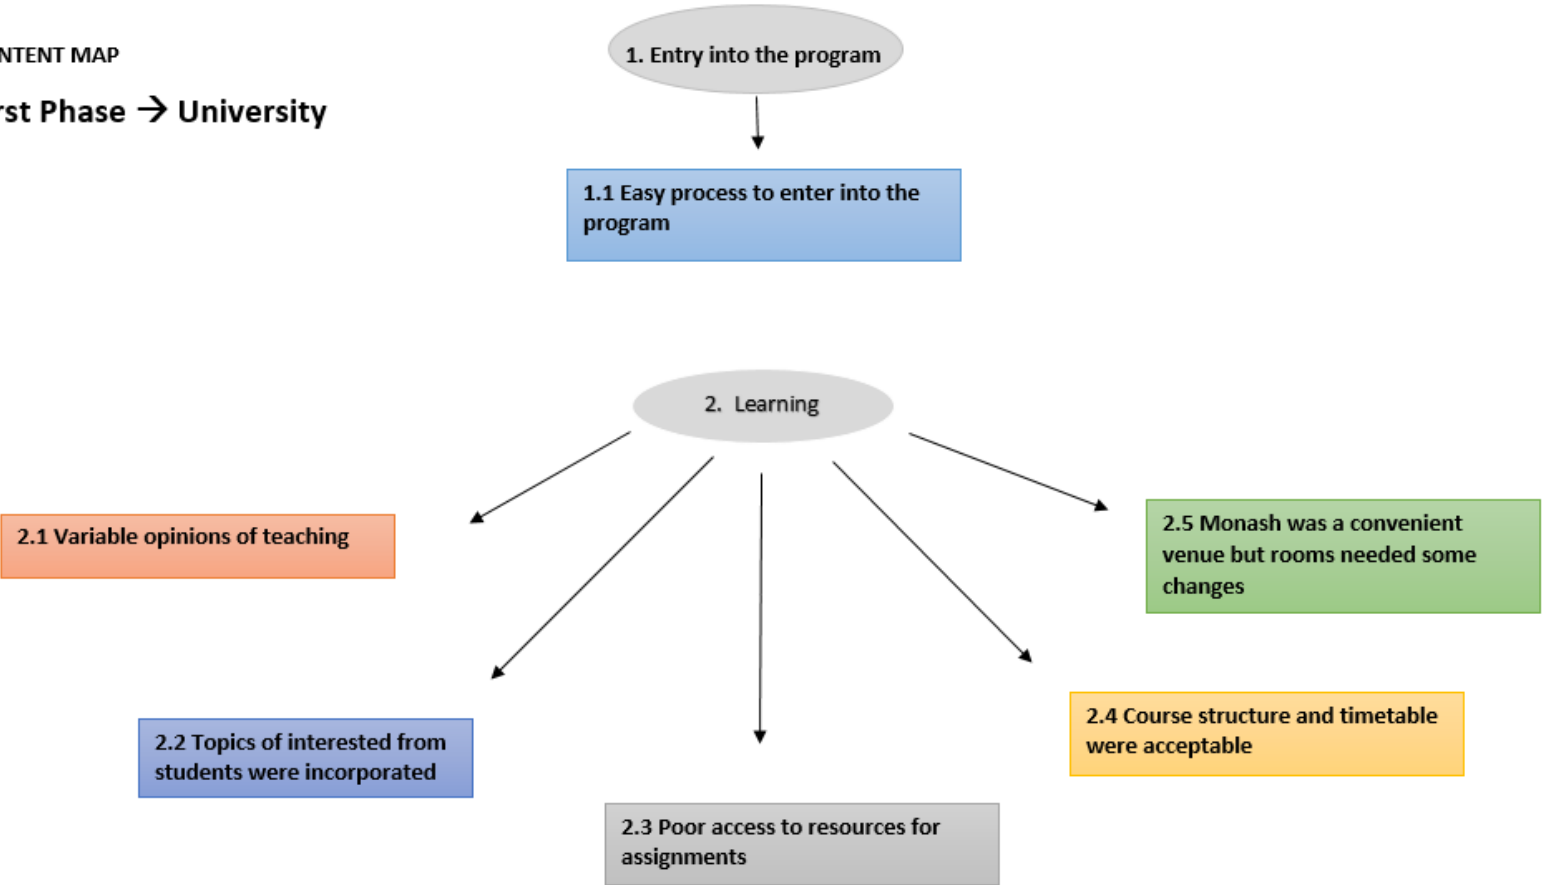 NTENT MAP
rst Phase → University
1. Entry into the program
1.1 Easy process to enter into the
program
2. Learning
2.1 Variable opinions of teaching
2.2 Topics of interested from
students were incorporated
2.3 Poor access to resources for
assignments
2.4 Course structure and timetable
were acceptable
2.5 Monash was a convenient
venue but rooms needed some
changes